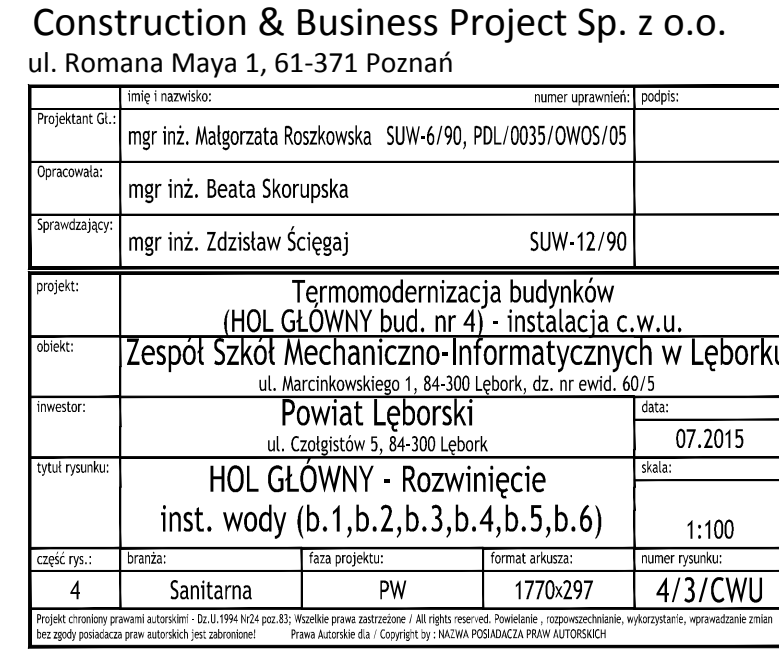 Construction & Business Project Sp. z o.o.
ul. Romana Maya 1, 61-371 Poznań
imię i nazwisko: numer uprawnień: podpis:
Projektant Gł.: mgr inż. Małgorzata Roszkowska SUW-6/90, PDL/0035/OWOS/05
Opracowała: mgr inż. Beata Skorupska
Sprawdzający: mgr inż. Zdzisław Ścięgaj SUW-12/90
projekt: Termomodernizacja budynków
(HOL GŁÓWNY bud. nr 4) - instalacja c.w.u.
obiekt: Zespół Szkół Mechaniczno-Informatycznych w Lęborku
ul. Marcinkowskiego 1, 84-300 Lębork, dz. nr ewid. 60/5
inwestor: Powiat Lęborski data:
ul. Czołgistów 5, 84-300 Lębork 07.2015
tytuł rysunku: HOL GŁÓWNY - Rozwinięcie skala:
inst. wody (b.1,b.2,b.3,b.4,b.5,b.6) 1:100
część rys.: branża: faza projektu: format arkusza: numer rysunku:
4 Sanitarna PW 1770x297 4/3/CWU
Projekt chroniony prawami autorskimi - Dz.U.1994 Nr24 poz.83; Wszelkie prawa zastrzeżone / All rights reserved. Powielanie , rozpowszechnianie, wykorzystanie, wprawadzanie zmian
bez zgody posiadacza praw autorskich jest zabronione! Prawa Autorskie dla / Copyright by : NAZWA POSIADACZA PRAW AUTORSKICH